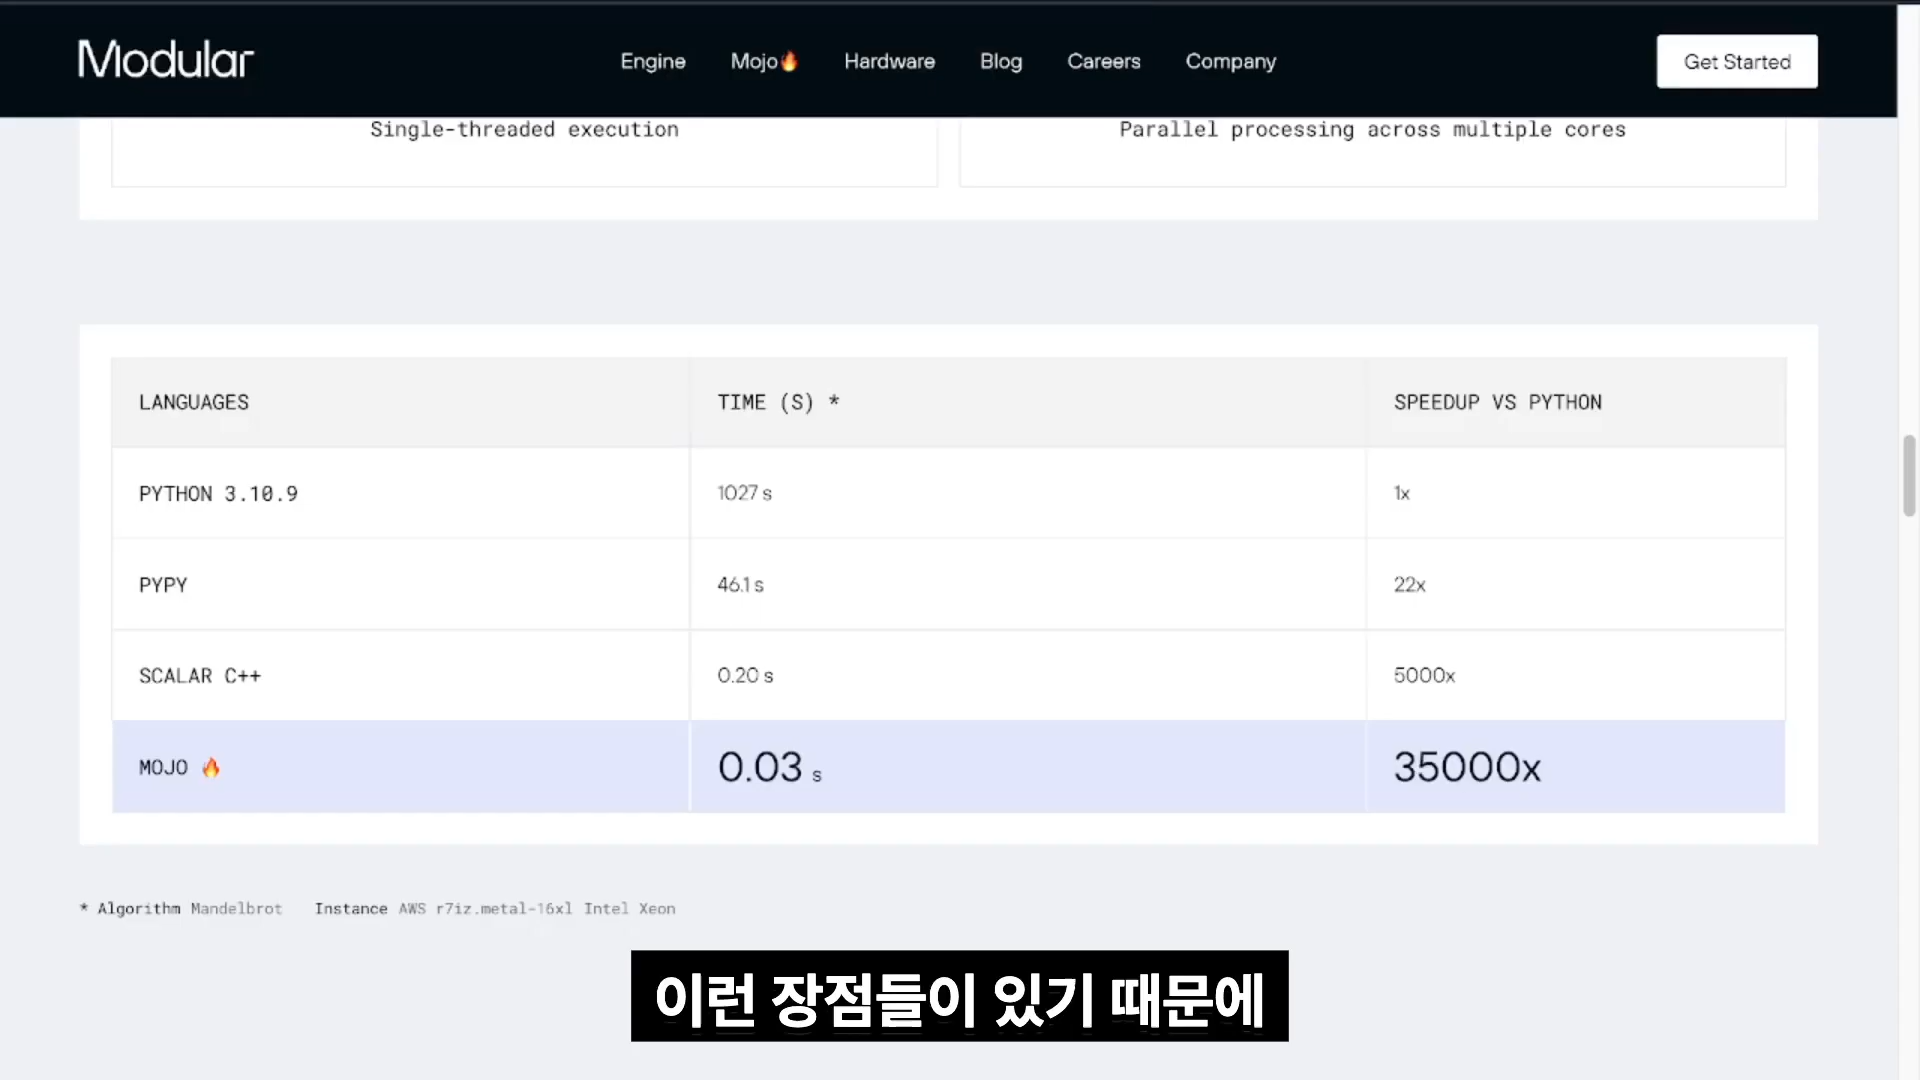 Modular
Engine Mojo🔥 Hardware Blog Careers Company
Get Started
Single-threaded execution
Parallel processing across multiple cores
LANGUAGES TIME (S) * SPEEDUP VS PYTHON
PYTHON 3.10.9 1027 s 1x
PYPY 46.1 s 22x
SCALAR C++ 0.20 s 5000x
MOJO 🔥 0.03 s 35000x
* Algorithm Mandelbrot Instance AWS r7iz.metal-16xl Intel Xeon
이런 장점들이 있기 때문에